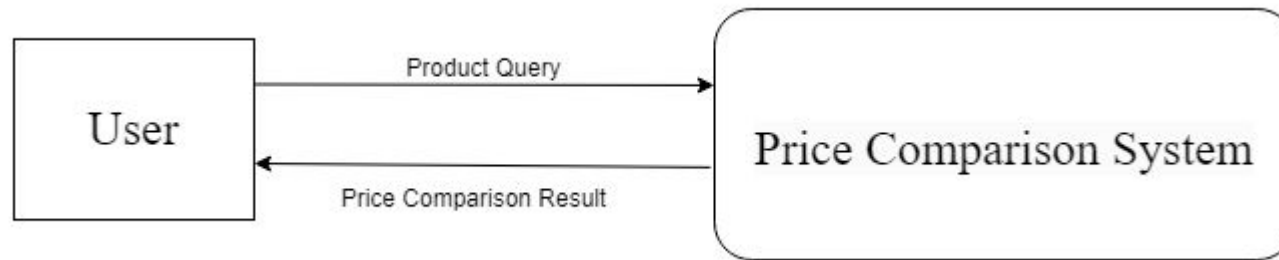 Product Query
User
Price Comparison System
Price Comparison Result